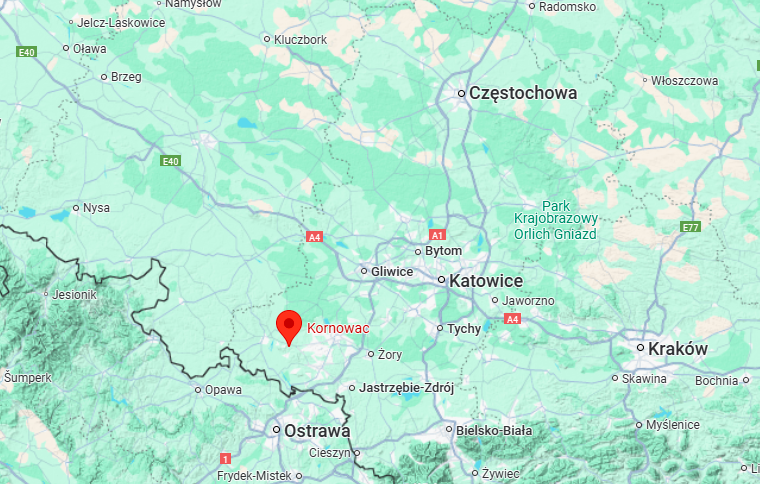 Namysłów
Radomsko
Jelcz-Laskowice
Kluczbork
Oława
E40
Brzeg
Włoszczowa
Częstochowa
E40
Nysa
Park
Krajobrazowy
Orlich Gniazd
E77
A4
A1
Bytom
Gliwice
Katowice
Jesionik
Jaworzno
Kornowac
Tychy
A4
Kraków
Żory
Šumperk
Opawa
Jastrzębie-Zdrój
Skawina
Bochnia
Ostrawa
Bielsko-Biała
Myślenice
Cieszyn
1
Frydek-Mistek
Żywiec
Li